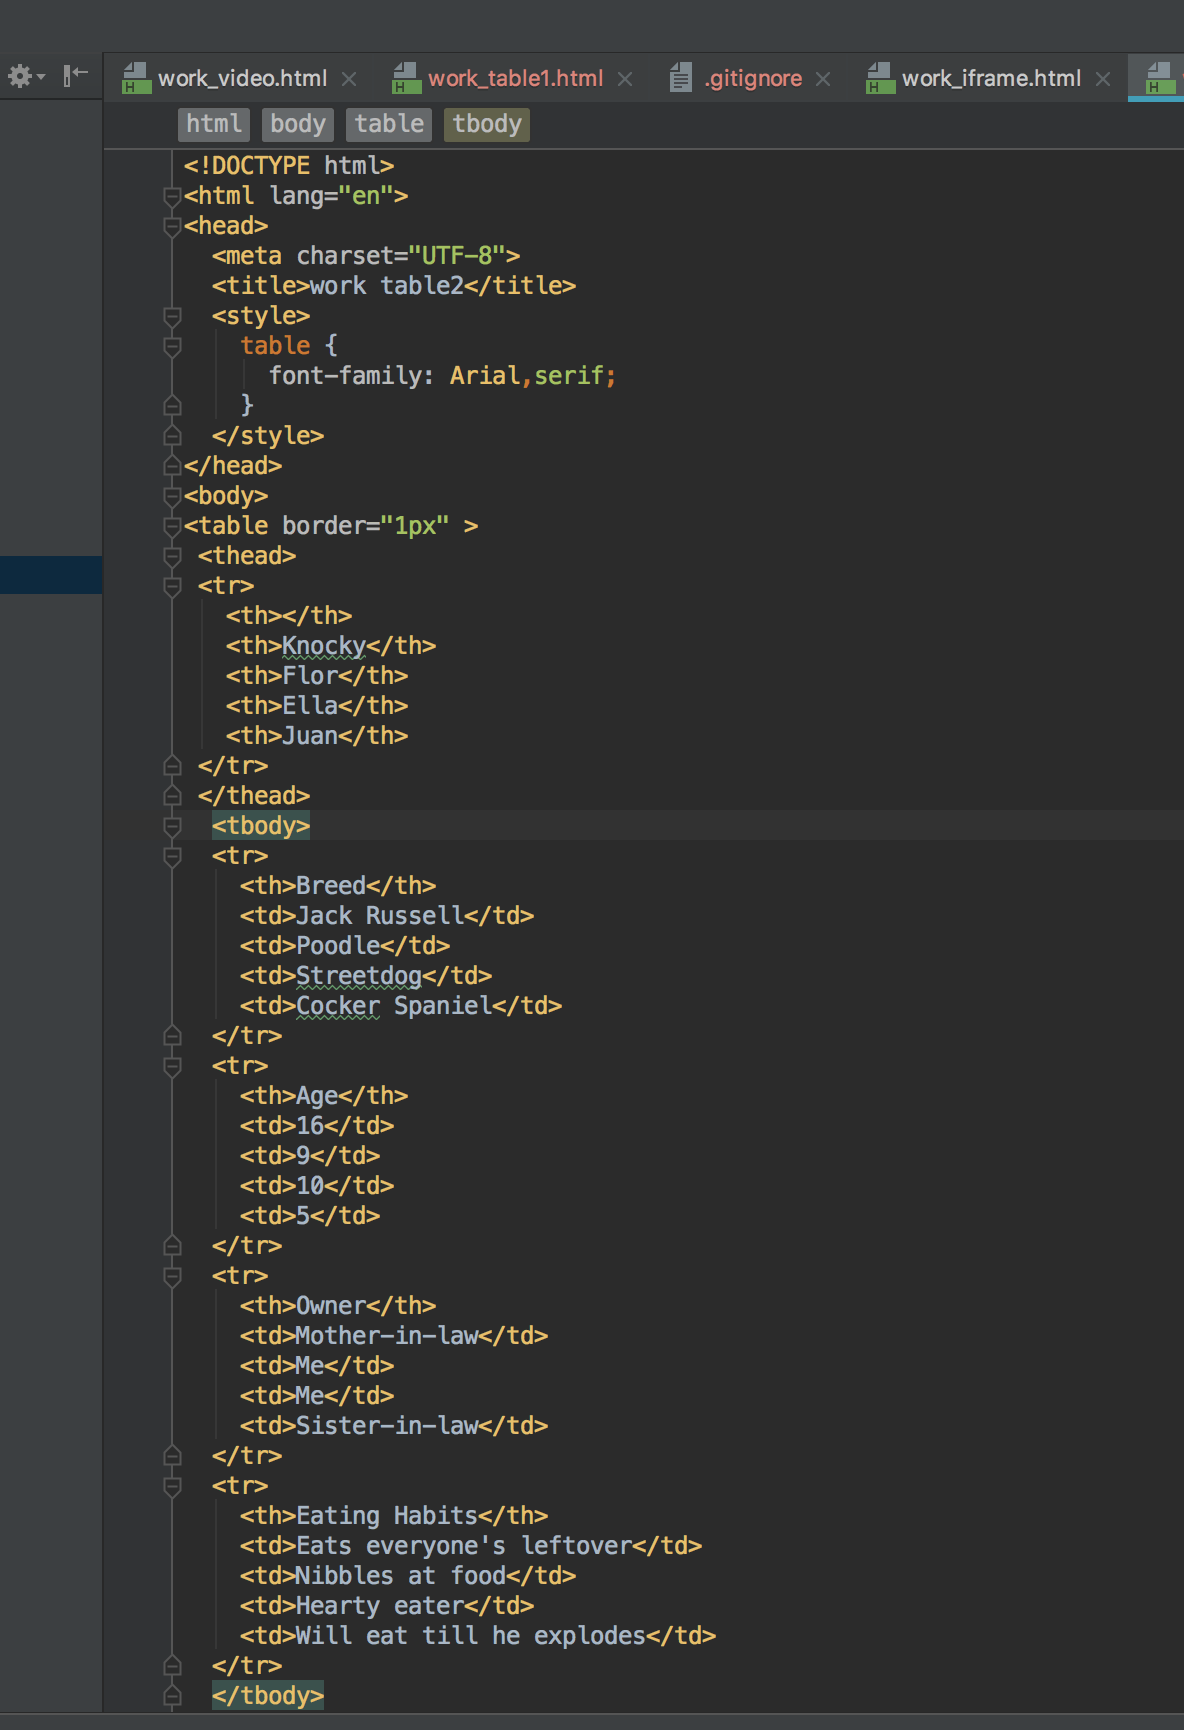 work_video.html work_table1.html .gitignore work_iframe.html
html body table tbody
<!DOCTYPE html>
<html lang="en">
<head>
<meta charset="UTF-8">
<title>work table2</title>
<style>
table {
font-family: Arial,serif;
}
</style>
</head>
<body>
<table border="1px" >
<thead>
<tr>
<th></th>
<th>Knocky</th>
<th>Flor</th>
<th>Ella</th>
<th>Juan</th>
</tr>
</thead>
<tbody>
<tr>
<th>Breed</th>
<td>Jack Russell</td>
<td>Poodle</td>
<td>Streetdog</td>
<td>Cocker Spaniel</td>
</tr>
<tr>
<th>Age</th>
<td>16</td>
<td>9</td>
<td>10</td>
<td>5</td>
</tr>
<tr>
<th>Owner</th>
<td>Mother-in-law</td>
<td>Me</td>
<td>Me</td>
<td>Sister-in-law</td>
</tr>
<tr>
<th>Eating Habits</th>
<td>Eats everyone's leftover</td>
<td>Nibbles at food</td>
<td>Hearty eater</td>
<td>Will eat till he explodes</td>
</tr>
</tbody>